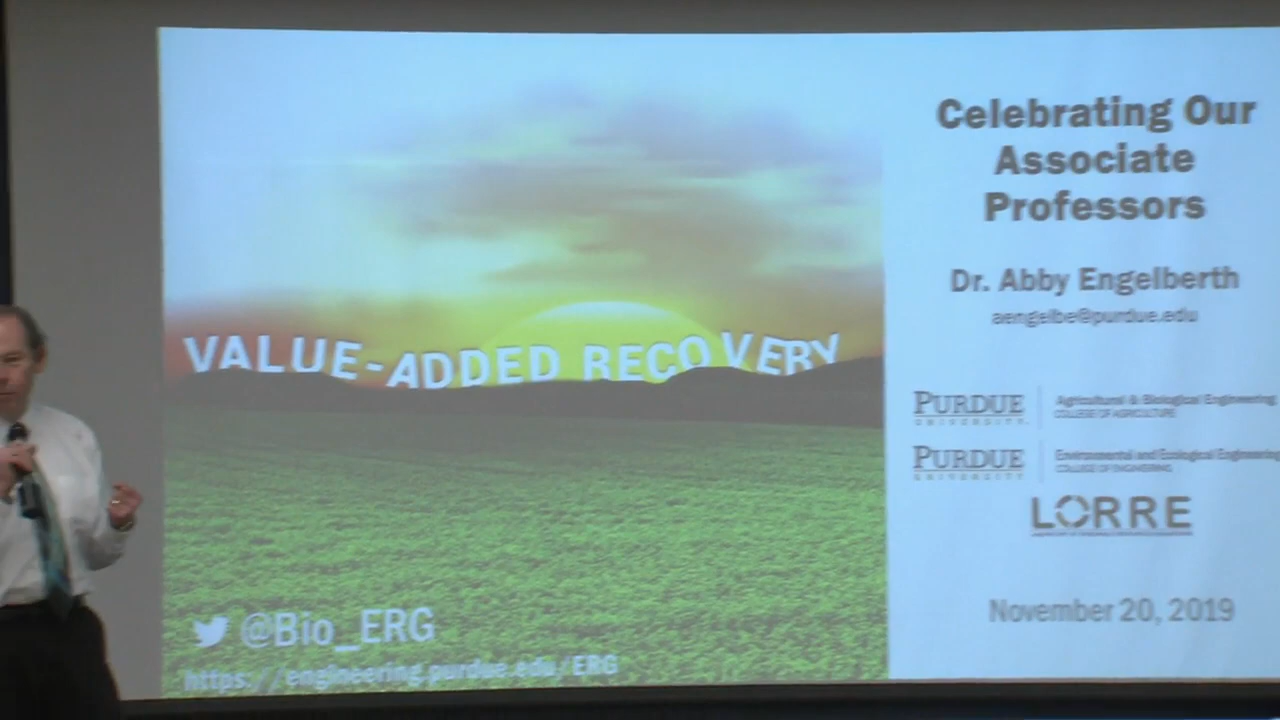 VALUE-ADDED RECOVERY
@Bio_ERG
https://engineering.purdue.edu/ERG
Celebrating Our
Associate
Professors
Dr. Abby Engelberth
aengelbe@purdue.edu
PURDUE
UNIVERSITY
Agricultural & Biological Engineering
COLLEGE OF AGRICULTURE
PURDUE
UNIVERSITY
Environmental and Ecological Engineering
COLLEGE OF ENGINEERING
LORRE
November 20, 2019